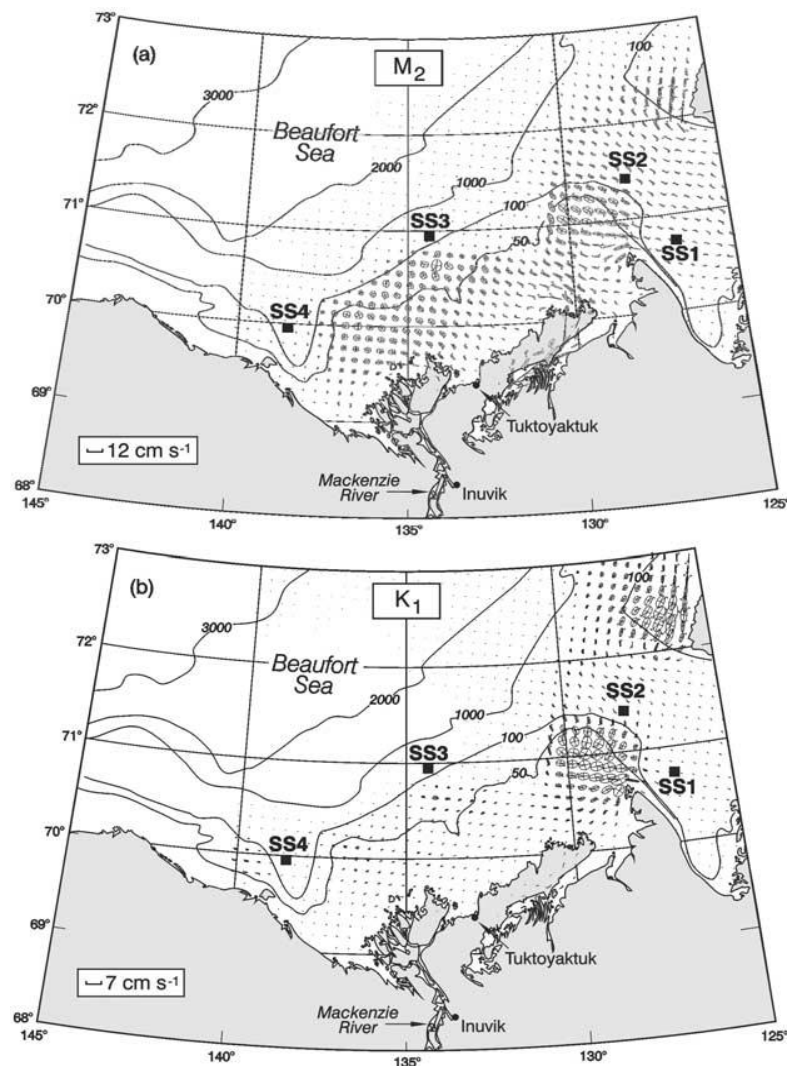 73°
(a)
M2
100
72°
3000
Beaufort
Sea
2000
SS2
1000
71°
SS3
100
50
SS1
70°
SS4
69°
Tuktoyaktuk
12 cm s-1
Mackenzie
River
Inuvik
68°
145°
140°
135°
130°
125°
73°
(b)
K1
100
72°
3000
Beaufort
Sea
2000
SS2
1000
71°
SS3
100
50
SS1
70°
SS4
69°
Tuktoyaktuk
7 cm s-1
Mackenzie
River
Inuvik
68°
145°
140°
135°
130°
125°